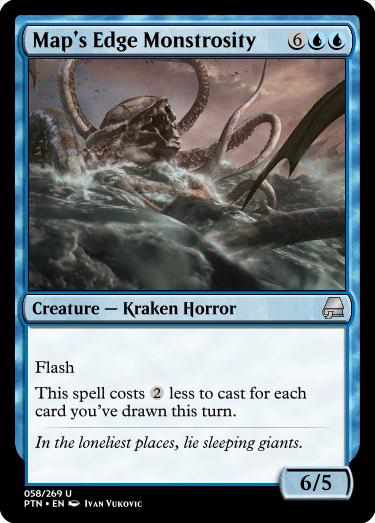 Map's Edge Monstrosity 6
Creature — Kraken Horror
Flash
This spell costs 2 less to cast for each
card you've drawn this turn.
In the loneliest places, lie sleeping giants.
6/5
058/269 U
PTN • EN Ivan Vukovic